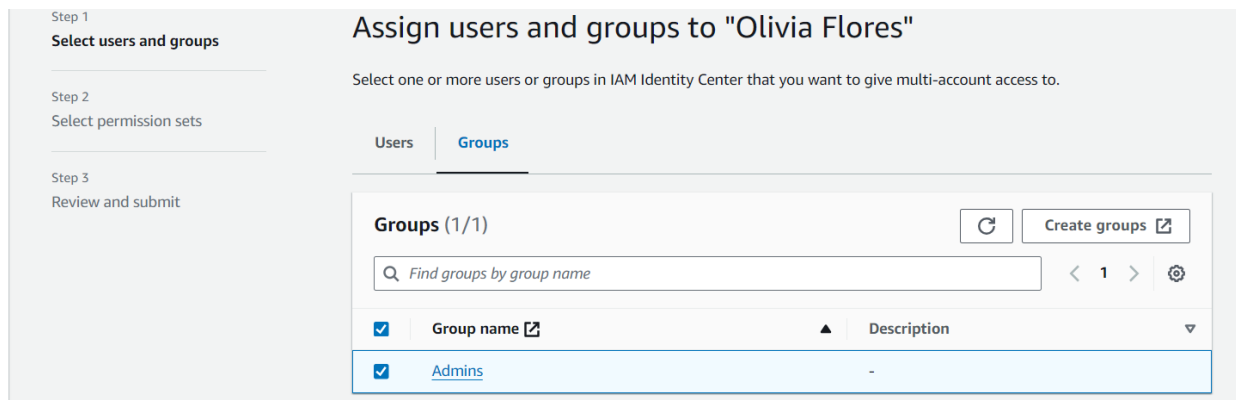 Step 1
Select users and groups
Step 2
Select permission sets
Step 3
Review and submit
Assign users and groups to "Olivia Flores"
Select one or more users or groups in IAM Identity Center that you want to give multi-account access to.
Users Groups
Groups (1/1)
Create groups
Find groups by group name
1
Group name Description
Admins -